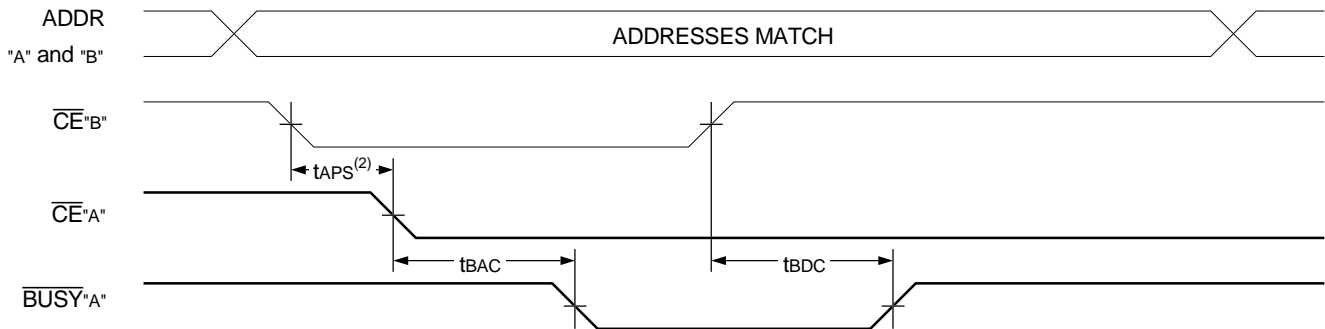 ADDR
"A" and "B"
ADDRESSES MATCH
CE"B"
tAPS(2)
CE"A"
tBAC
tBDC
BUSY"A"